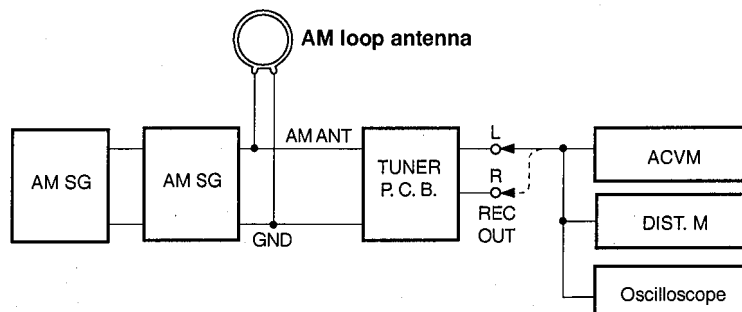 AM loop antenna
AM SG
AM SG
AM ANT
GND
TUNER
P. C. B.
L
R
REC
OUT
ACVM
DIST. M
Oscilloscope